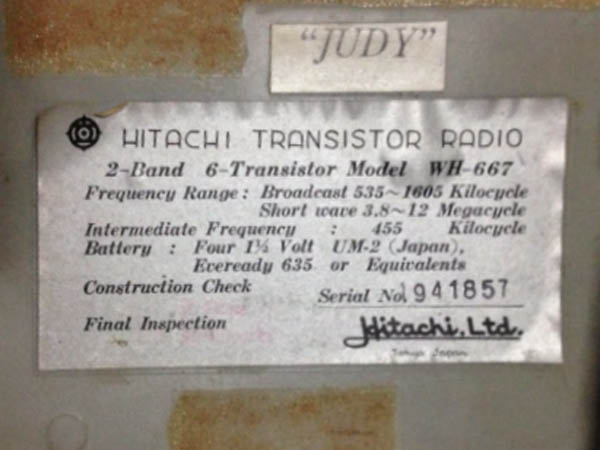 "JUDY"
HITACHI TRANSISTOR RADIO
2-Band 6-Transistor Model WH-667
Frequency Range : Broadcast 535~1605 Kilocycle
Short wave 3.8~12 Megacycle
Intermediate Frequency : 455 Kilocycle
Battery : Four 1½ Volt UM-2 (Japan),
Eveready 635 or Equivalents
Construction Check
Serial No. 941857
Final Inspection
Hitachi, Ltd.
Tokyo Japan